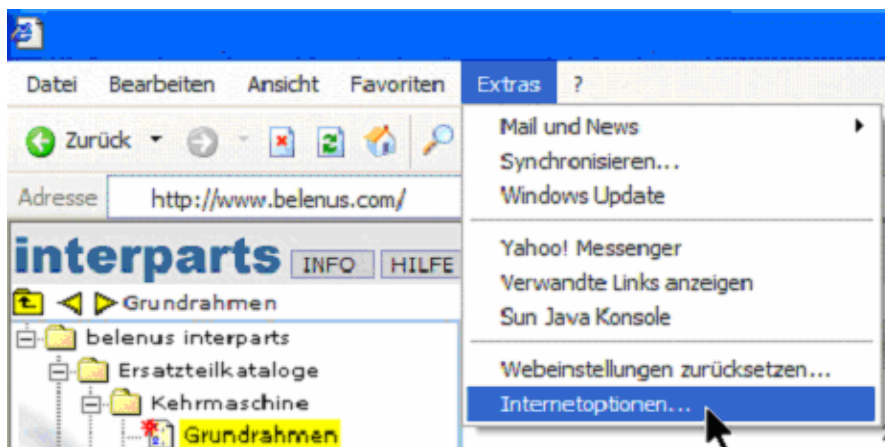 Datei Bearbeiten Ansicht Favoriten Extras ?
Zurück
Adresse http://www.belenus.com/
interparts INFO HILFE
Grundrahmen
belenus interparts
Ersatzteilkataloge
Kehrmaschine
Grundrahmen
Mail und News
Synchronisieren...
Windows Update
Yahoo! Messenger
Verwandte Links anzeigen
Sun Java Konsole
Webeinstellungen zurücksetzen...
Internetoptionen...